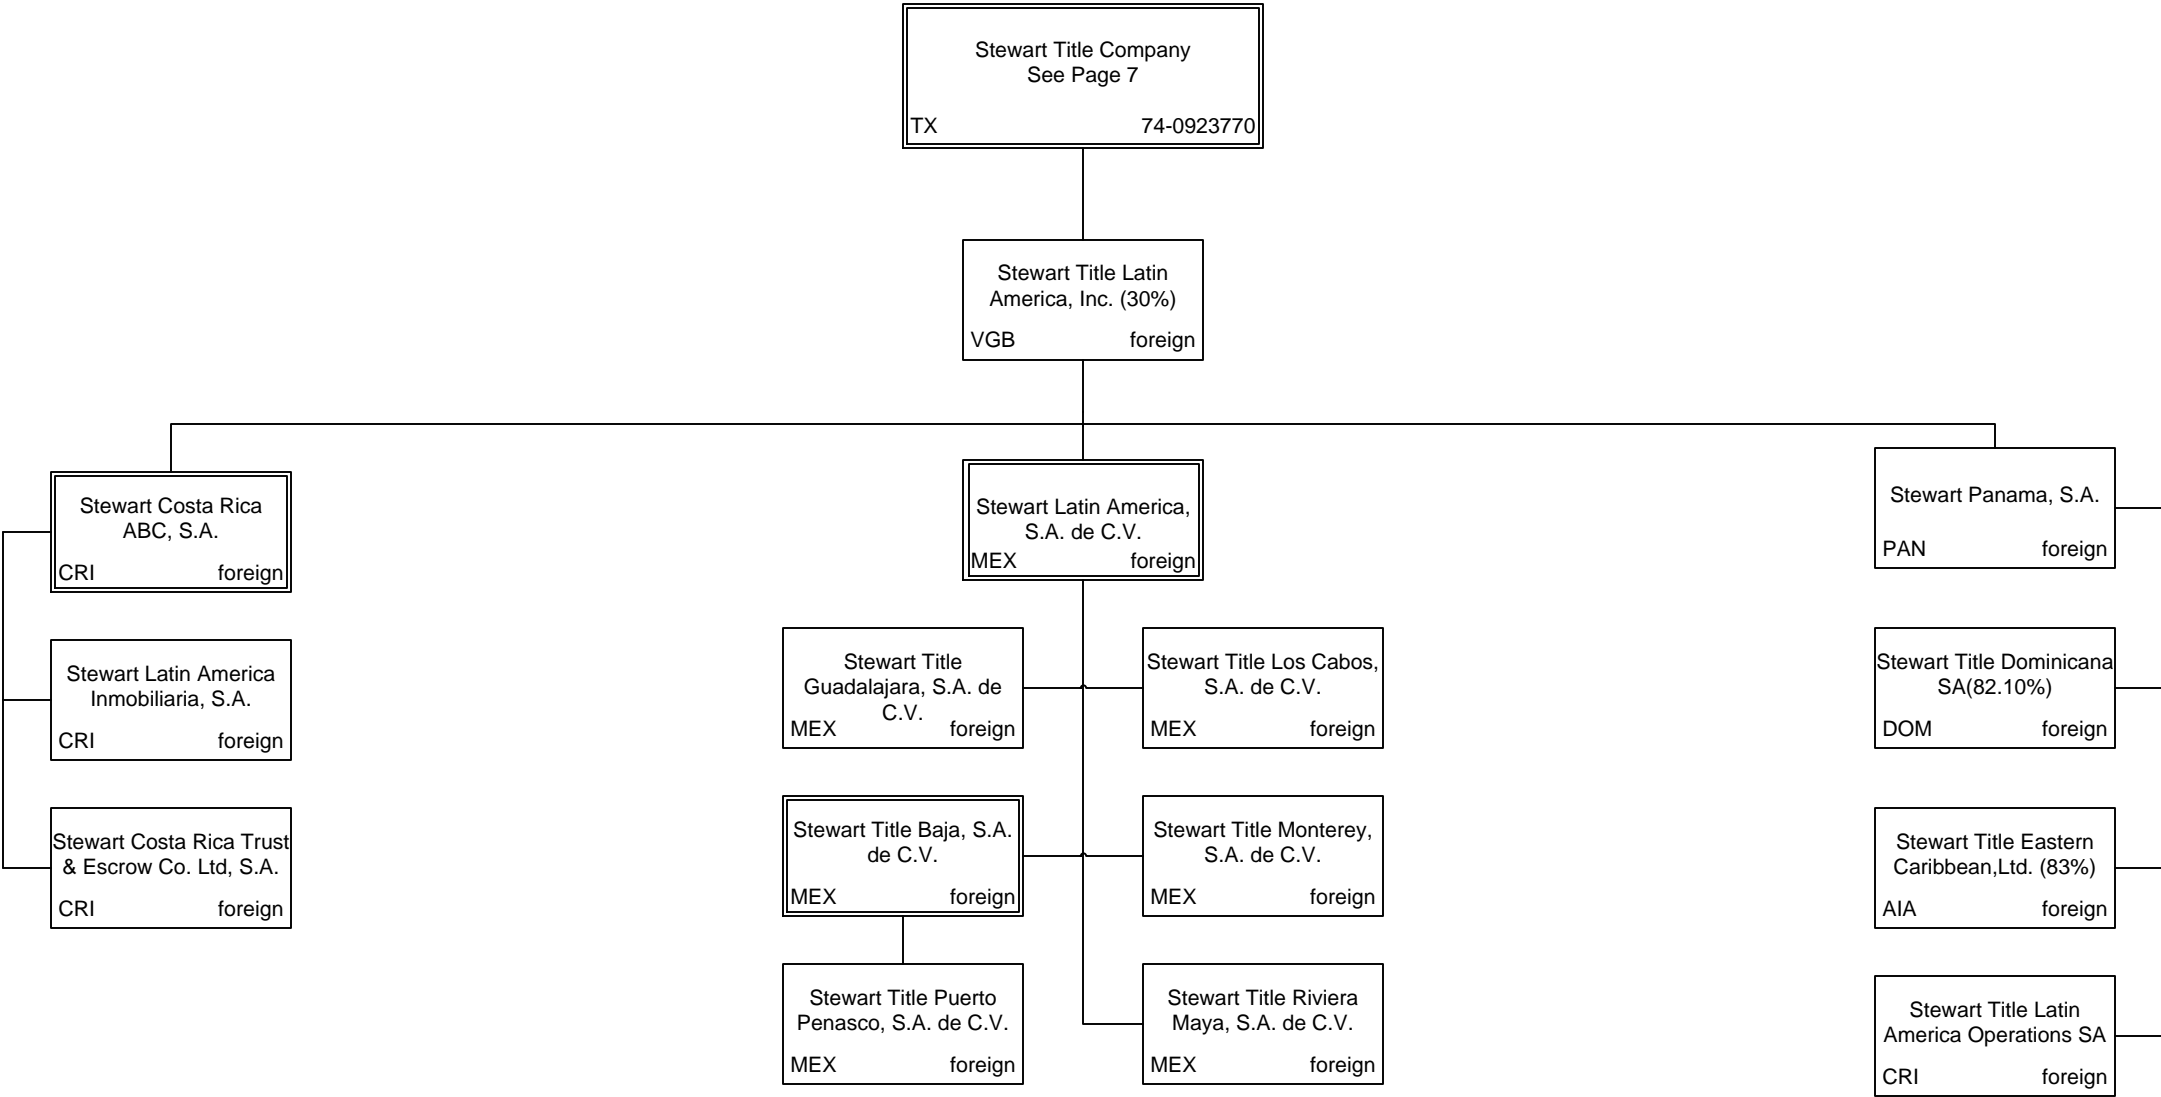 Stewart Title Company
See Page 7
TX 74-0923770
Stewart Title Latin
America, Inc. (30%)
VGB foreign
Stewart Costa Rica
ABC, S.A.
CRI foreign
Stewart Latin America
Inmobiliaria, S.A.
CRI foreign
Stewart Costa Rica Trust
& Escrow Co. Ltd, S.A.
CRI foreign
Stewart Latin America,
S.A. de C.V.
MEX foreign
Stewart Title
Guadalajara, S.A. de
C.V.
MEX foreign
Stewart Title Los Cabos,
S.A. de C.V.
MEX foreign
Stewart Title Baja, S.A.
de C.V.
MEX foreign
Stewart Title Monterey,
S.A. de C.V.
MEX foreign
Stewart Title Puerto
Penasco, S.A. de C.V.
MEX foreign
Stewart Title Riviera
Maya, S.A. de C.V.
MEX foreign
Stewart Panama, S.A.
PAN foreign
Stewart Title Dominicana
SA(82.10%)
DOM foreign
Stewart Title Eastern
Caribbean,Ltd. (83%)
AIA foreign
Stewart Title Latin
America Operations SA
CRI foreign